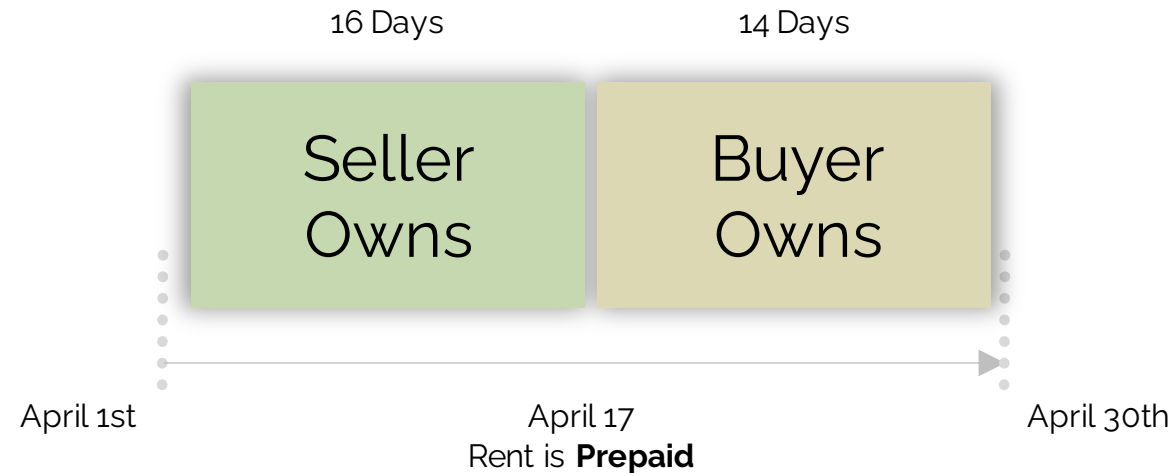 16 Days
14 Days
Seller
Owns
Buyer
Owns
April 1st
April 17
April 30th
Rent is Prepaid